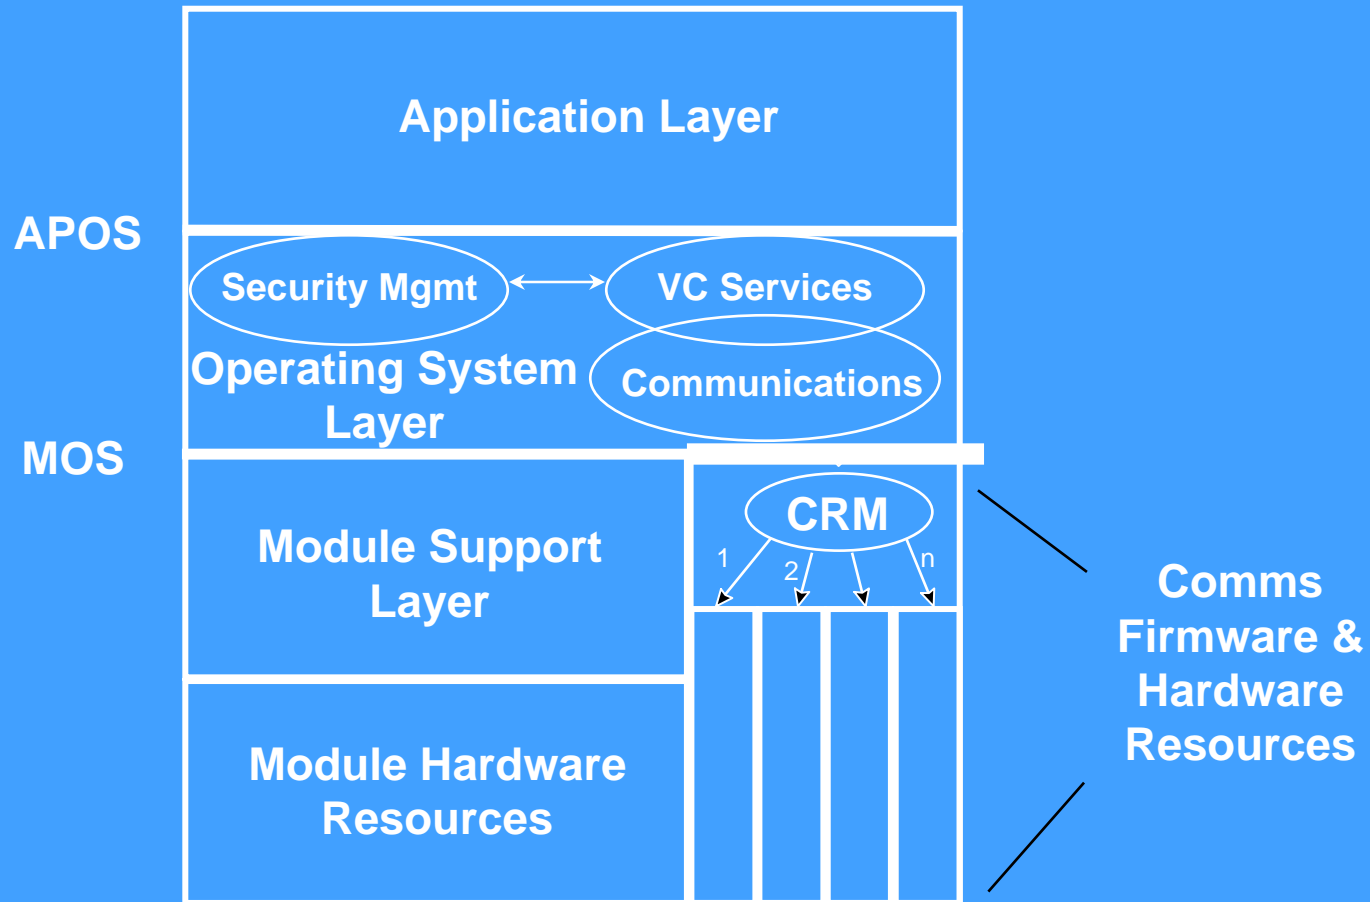 Application Layer
APOS
Security Mgmt
VC Services
Operating System
Layer
Communications
MOS
CRM
1
2
n
Module Support
Layer
Comms
Firmware &
Hardware
Resources
Module Hardware
Resources